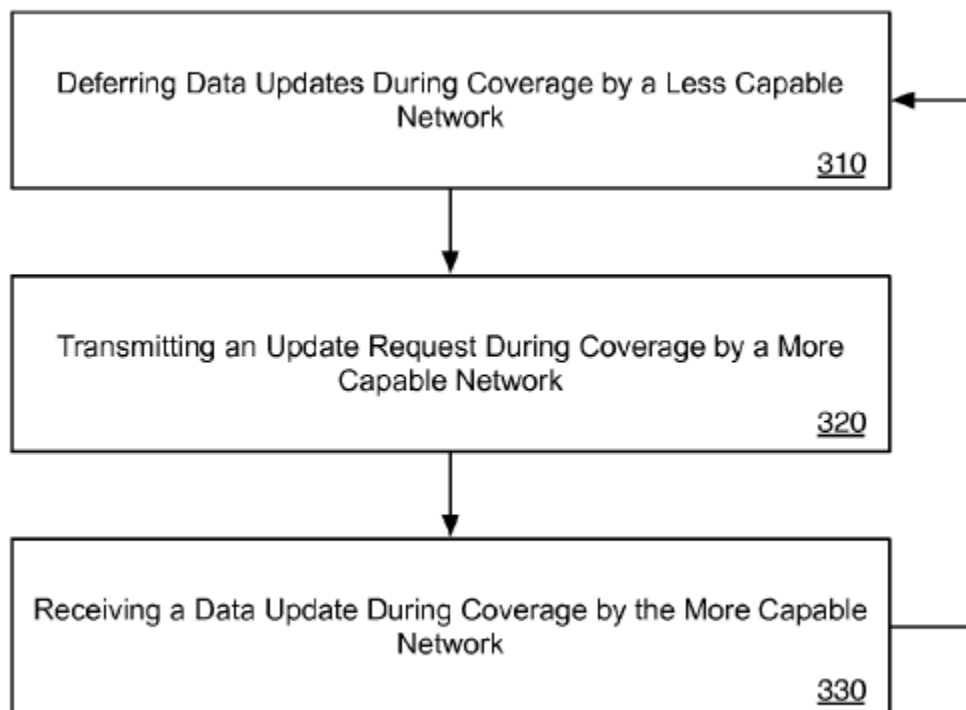 Deferring Data Updates During Coverage by a Less Capable
Network
310
Transmitting an Update Request During Coverage by a More
Capable Network
320
Receiving a Data Update During Coverage by the More Capable
Network
330